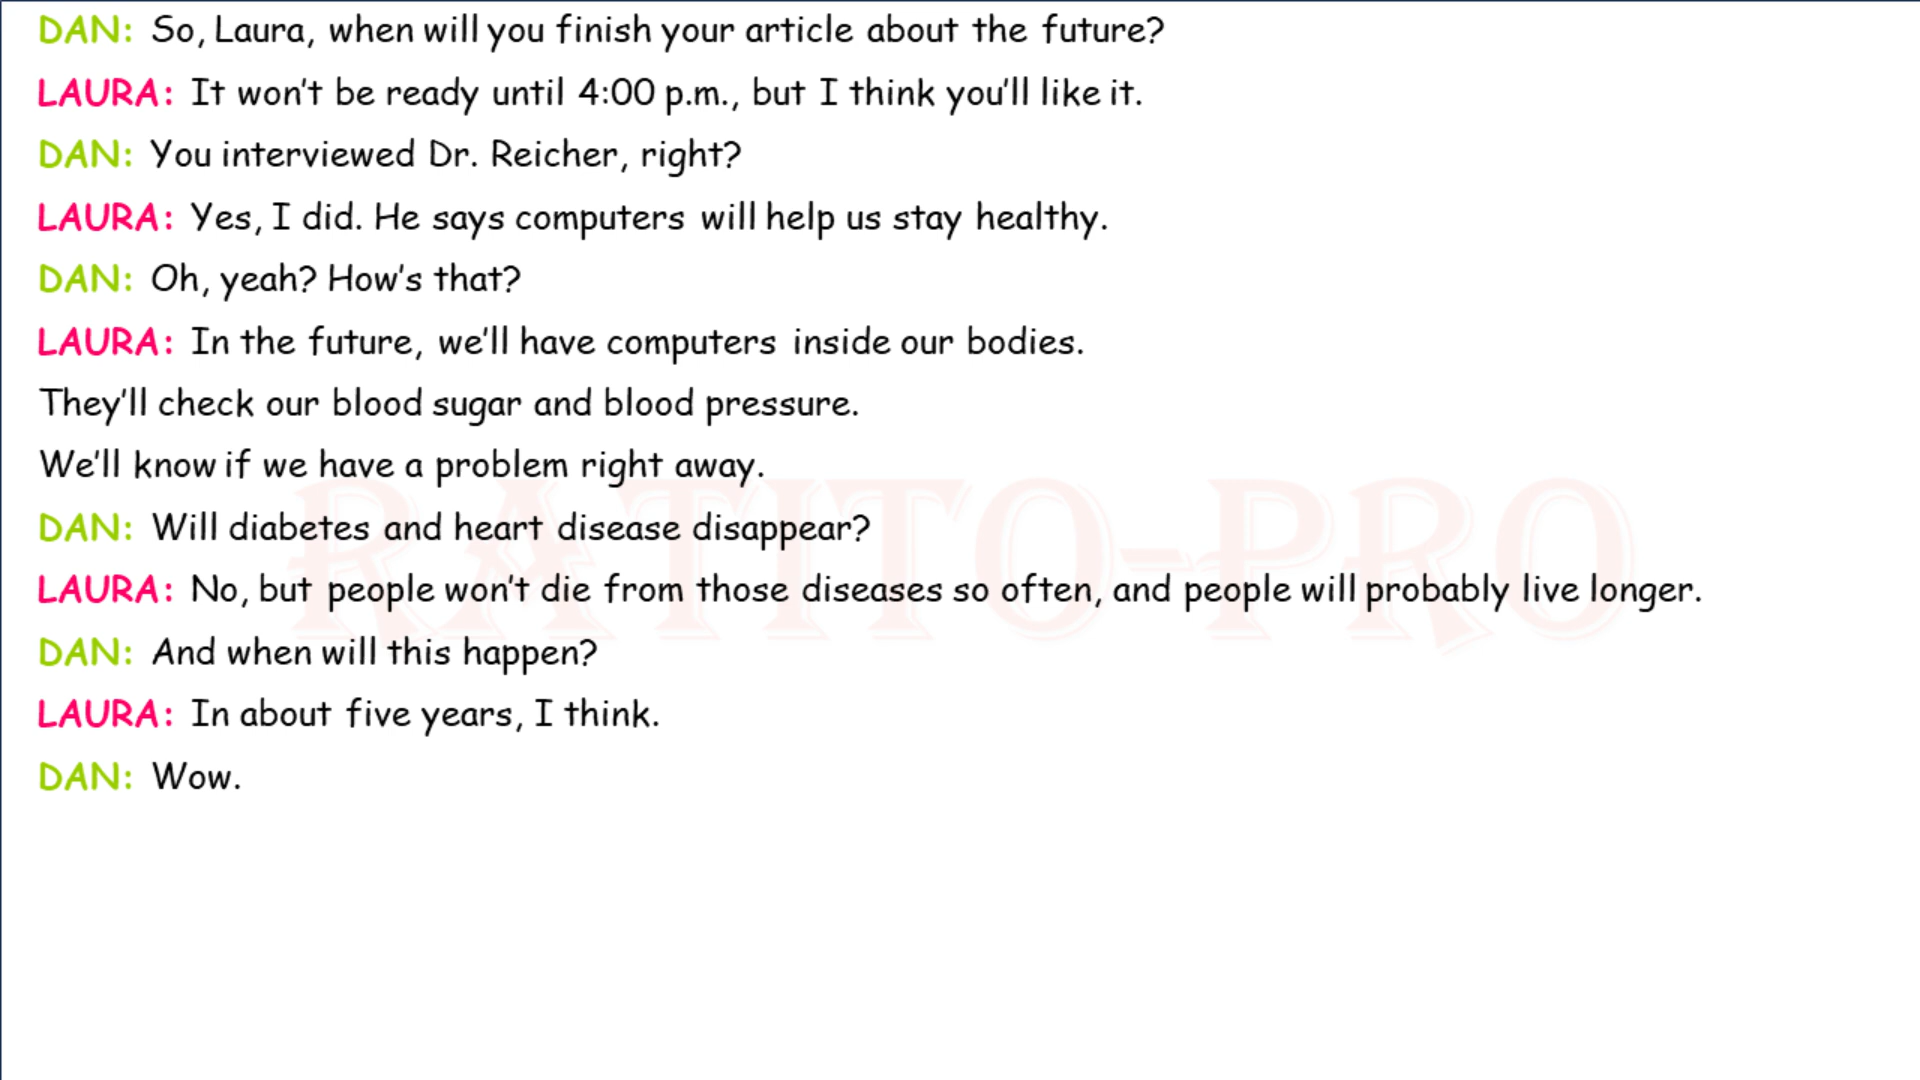 DAN: So, Laura, when will you finish your article about the future?
LAURA: It won't be ready until 4:00 p.m., but I think you'll like it.
DAN: You interviewed Dr. Reicher, right?
LAURA: Yes, I did. He says computers will help us stay healthy.
DAN: Oh, yeah? How's that?
LAURA: In the future, we'll have computers inside our bodies.
They'll check our blood sugar and blood pressure.
We'll know if we have a problem right away.
DAN: Will diabetes and heart disease disappear?
RATITO-PRO
LAURA: No, but people won't die from those diseases so often, and people will probably live longer.
DAN: And when will this happen?
LAURA: In about five years, I think.
DAN: Wow.